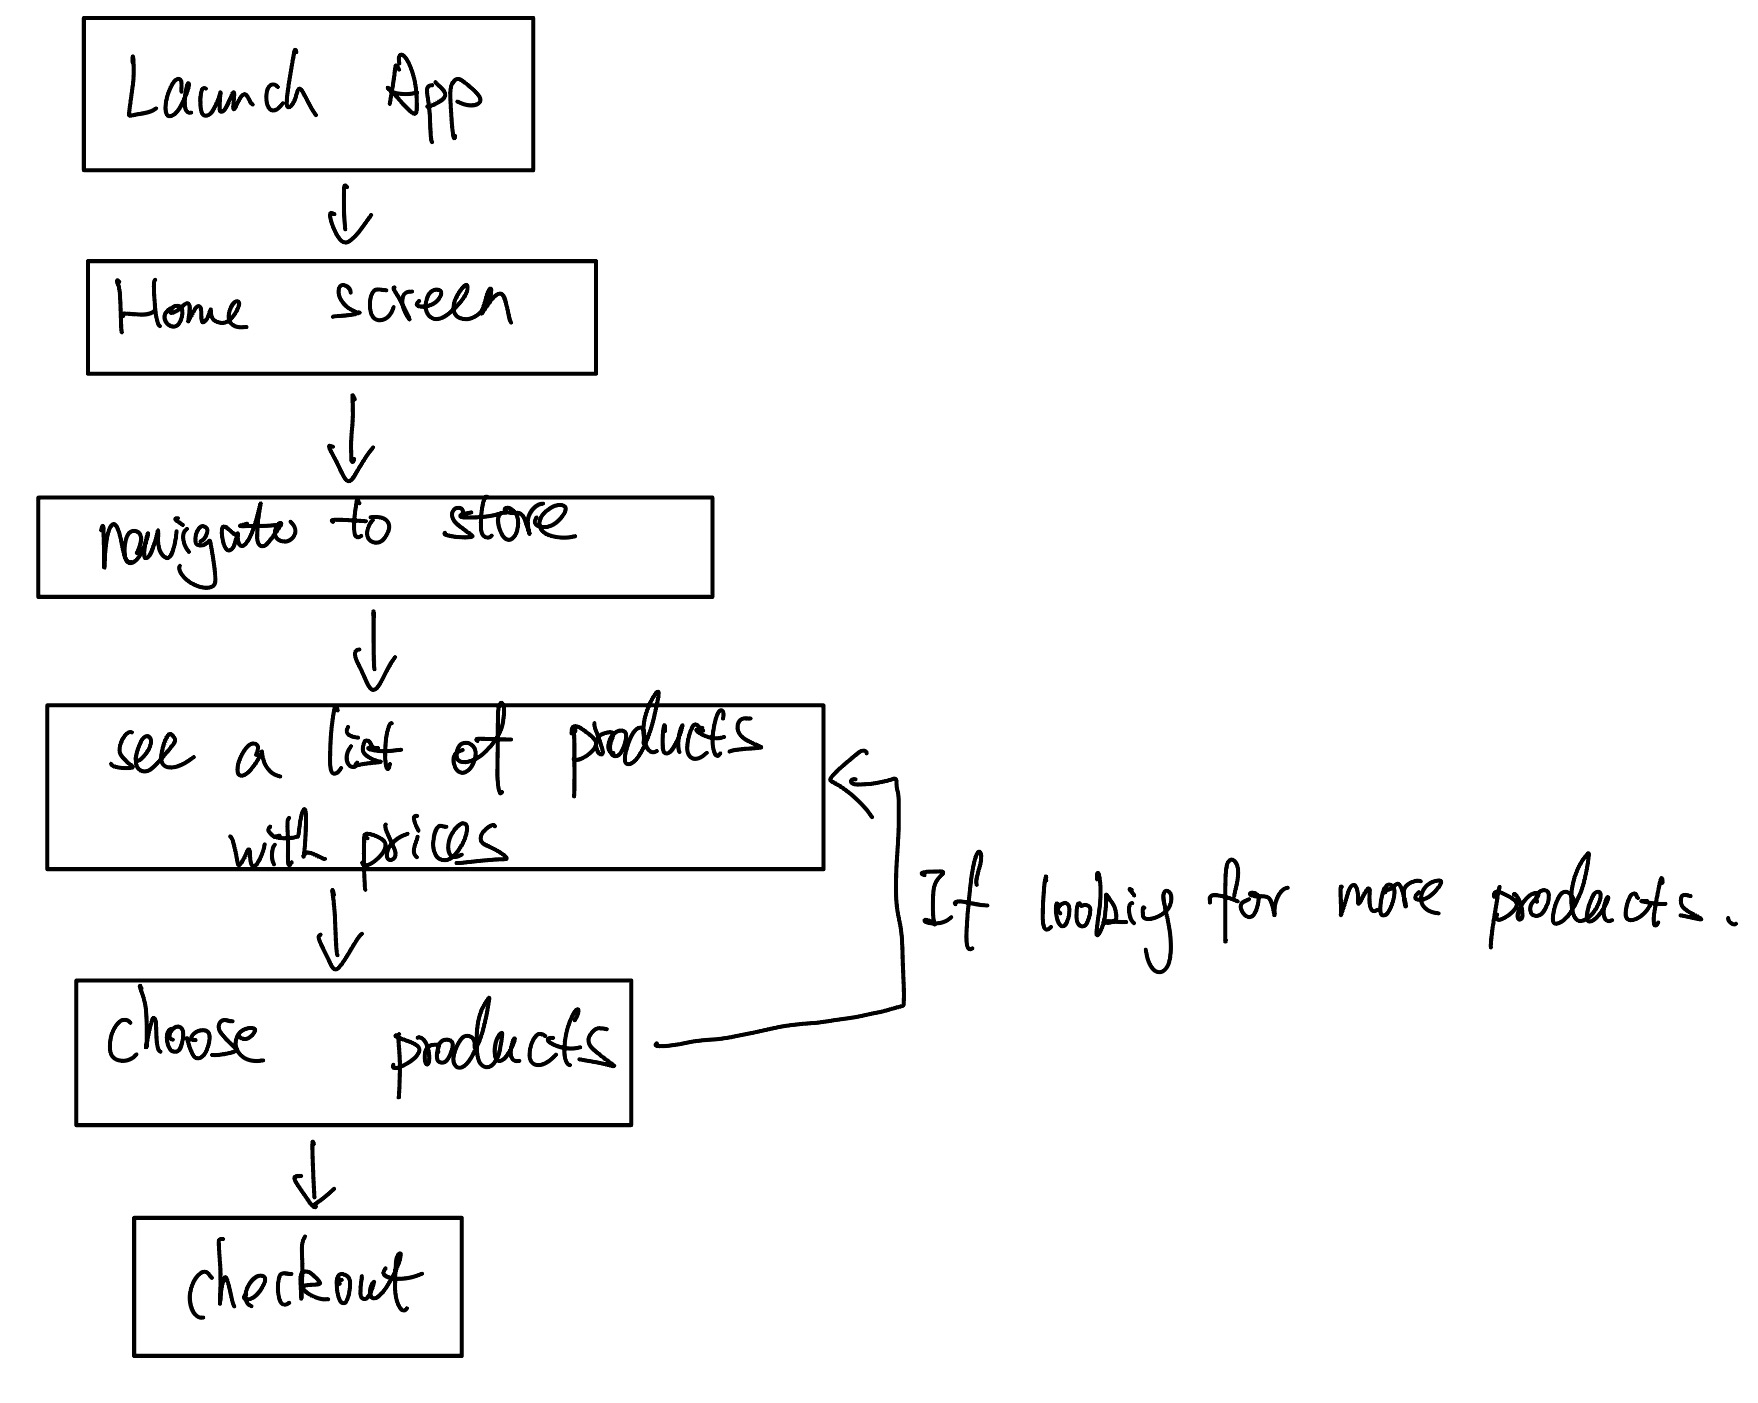 Launch App
Home screen
navigate to store
see a list of products
with prices
If looking for more products.
choose products
checkout